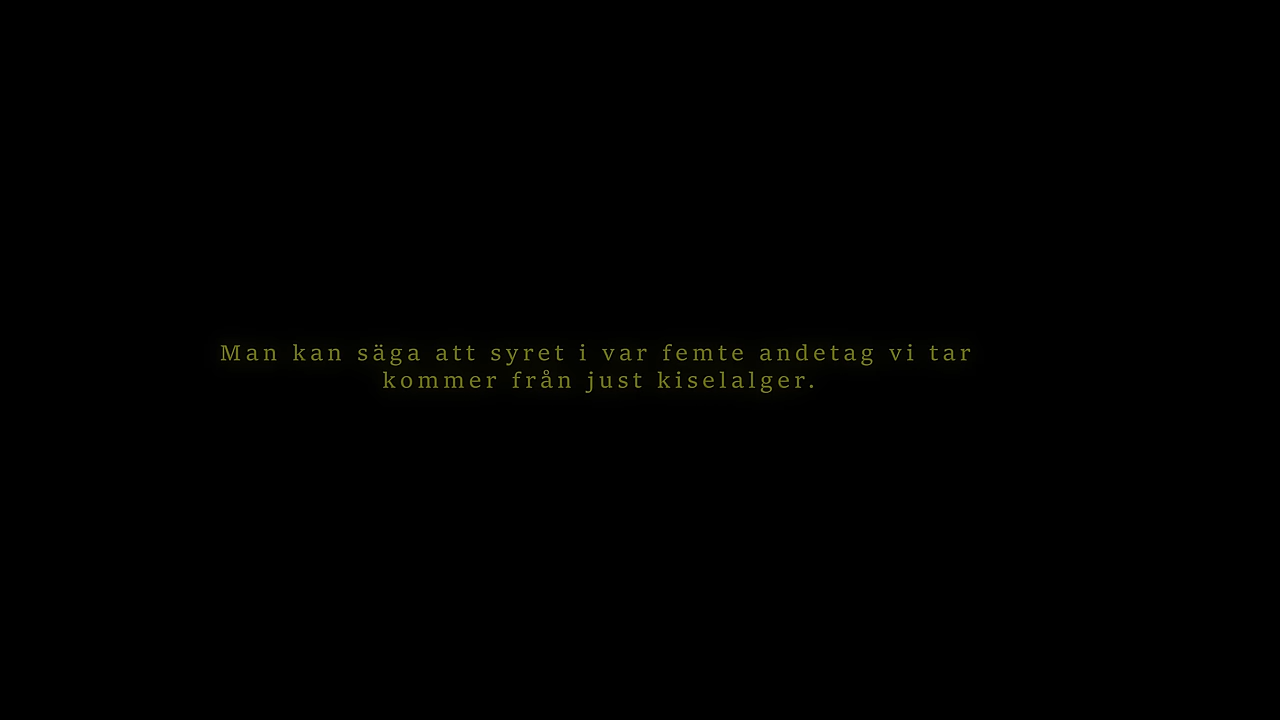 Man kan säga att syret i var femte andetag vi tar
kommer från just kiselalger.